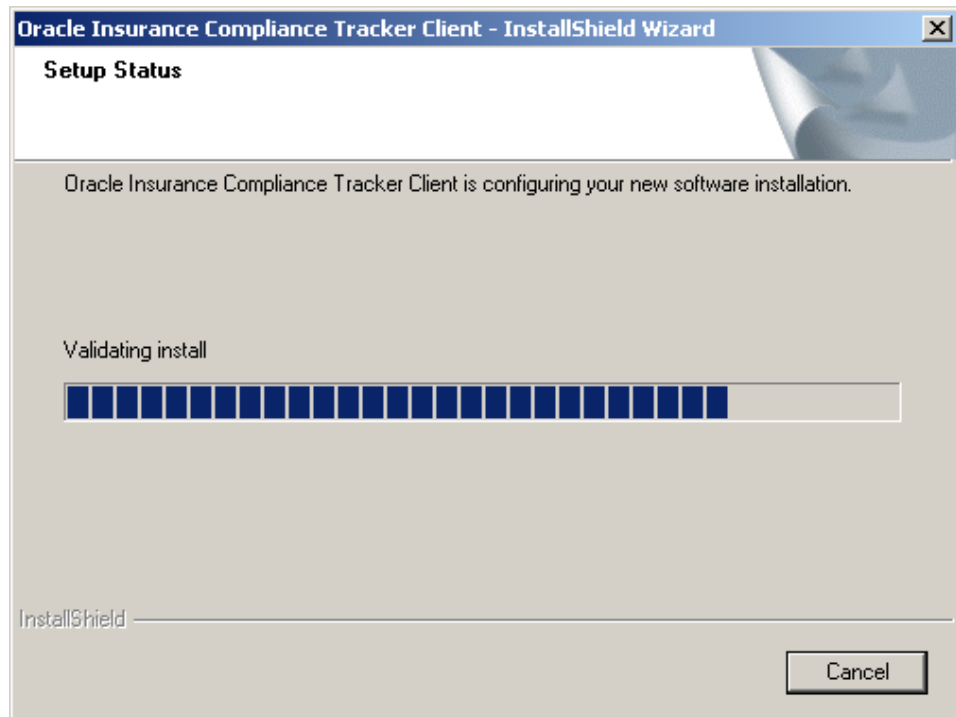 Oracle Insurance Compliance Tracker Client - InstallShield Wizard
Setup Status
Oracle Insurance Compliance Tracker Client is configuring your new software installation.
Validating install
InstallShield
Cancel